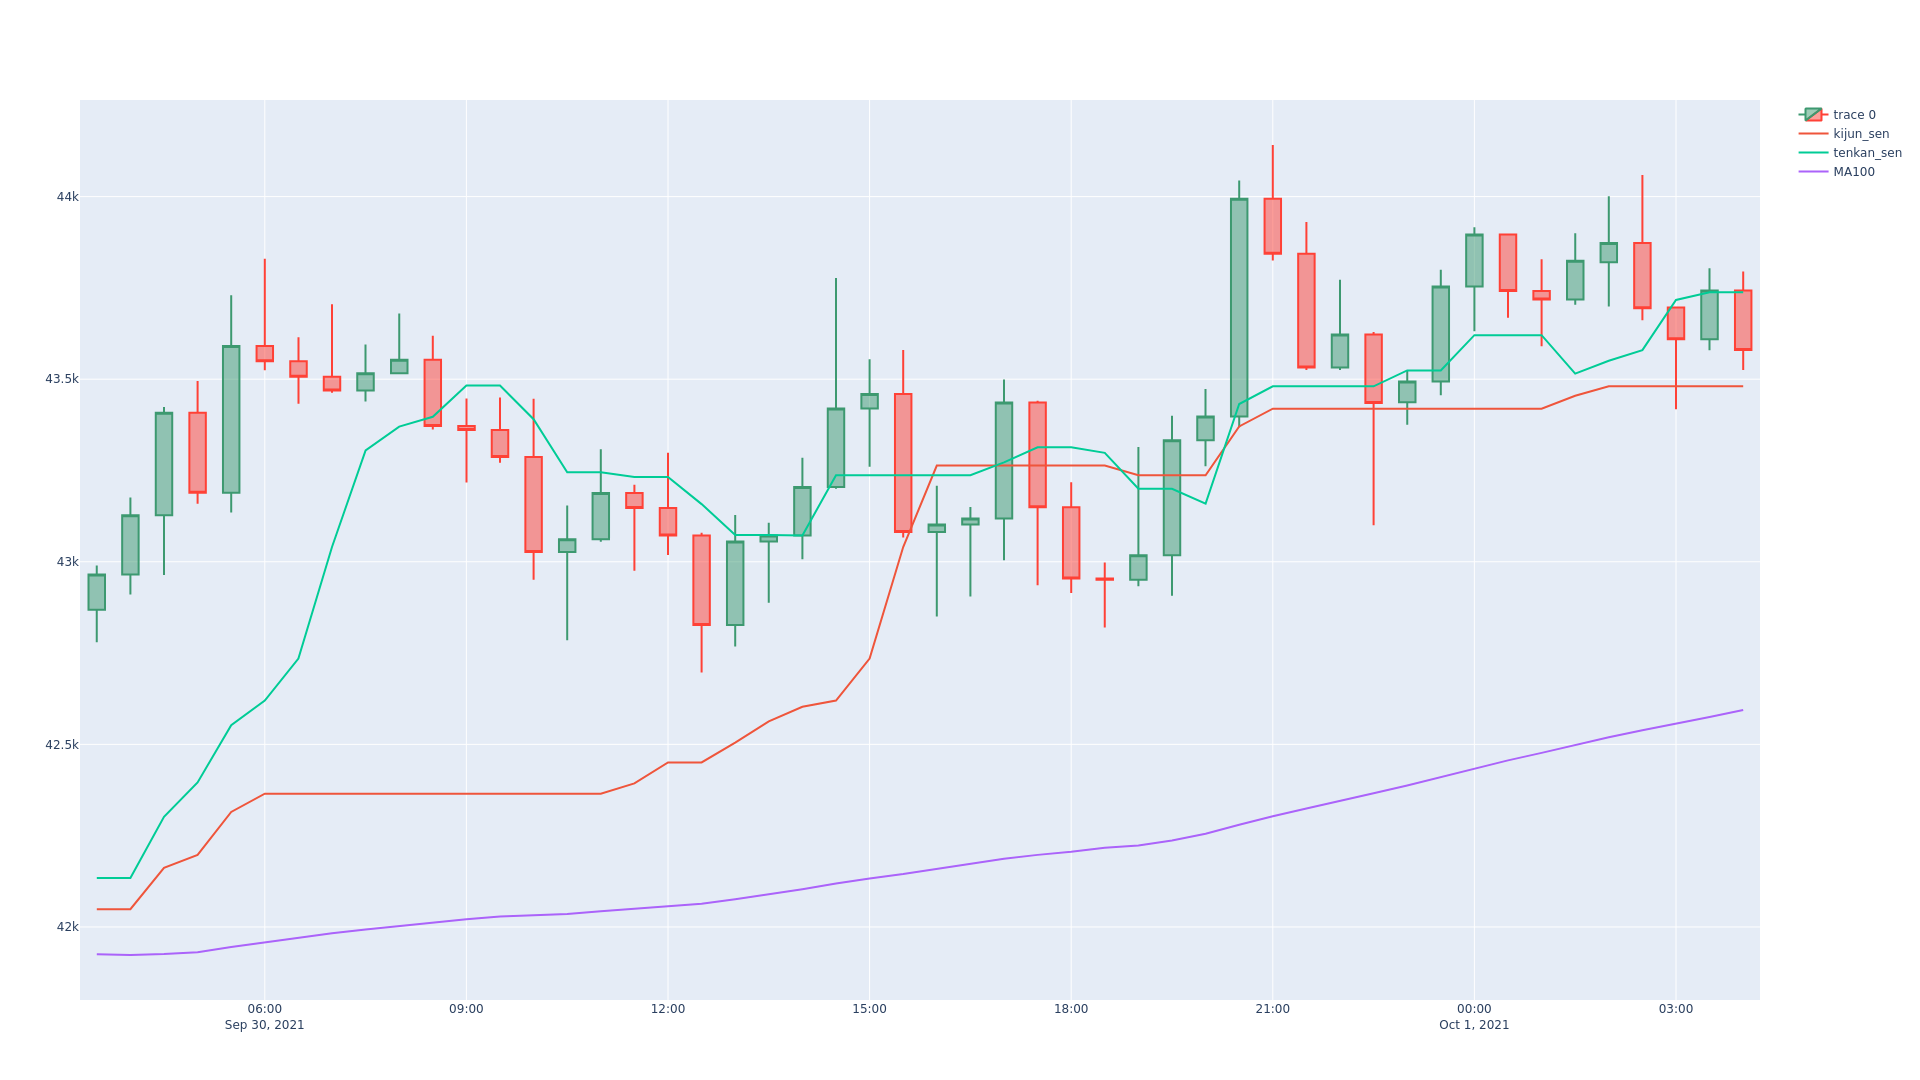 trace 0
kijun_sen
tenkan_sen
MA100
44k
43.5k
43k
42.5k
42k
06:00
Sep 30, 2021
09:00
12:00
15:00
18:00
21:00
00:00
Oct 1, 2021
03:00